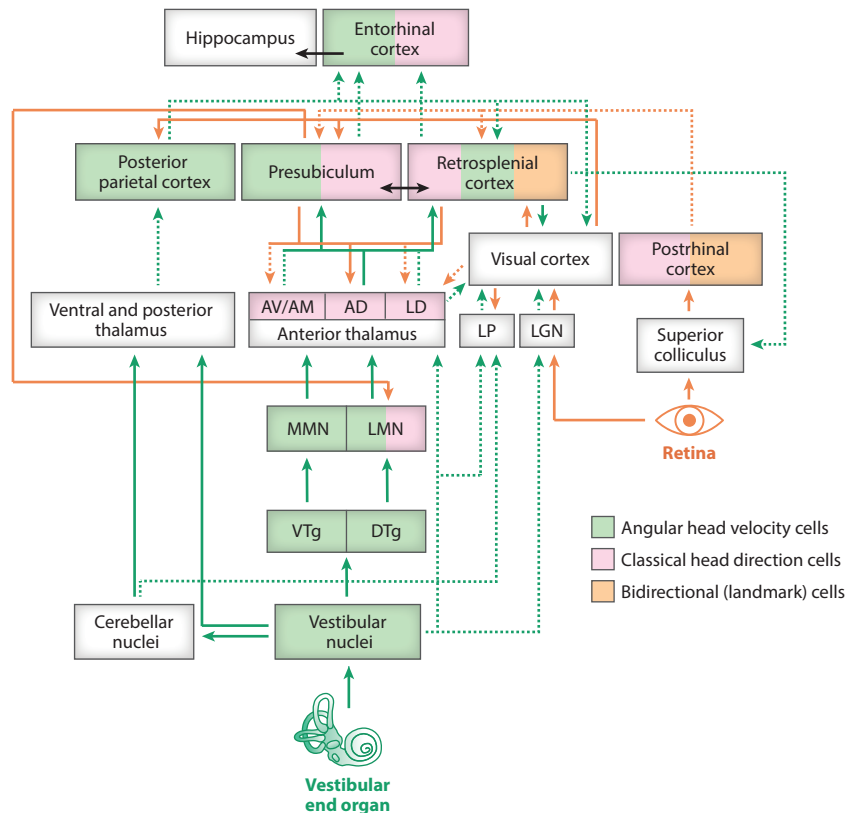 Hippocampus
Entorhinal
cortex
Posterior
parietal cortex
Presubiculum
Retrosplenial
cortex
Visual cortex
Postrhinal
cortex
Ventral and posterior
thalamus
AV/AM
AD
LD
Anterior thalamus
LP
LGN
Superior
colliculus
MMN
LMN
Retina
VTg
DTg
Angular head velocity cells
Classical head direction cells
Bidirectional (landmark) cells
Cerebellar
nuclei
Vestibular
nuclei
Vestibular
end organ